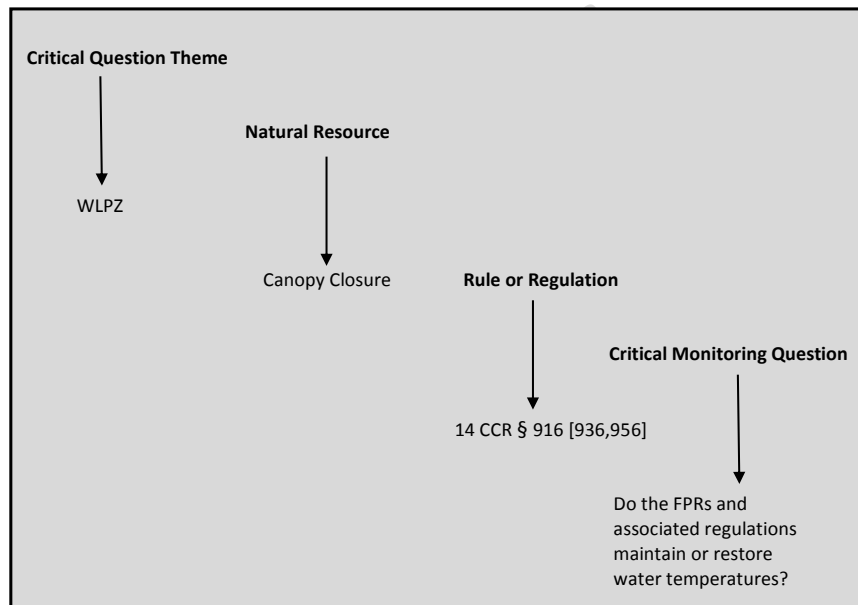 Critical Question Theme
Natural Resource
WLPZ
Canopy Closure
Rule or Regulation
Critical Monitoring Question
14 CCR § 916 [936,956]
Do the FPRs and
associated regulations
maintain or restore
water temperatures?